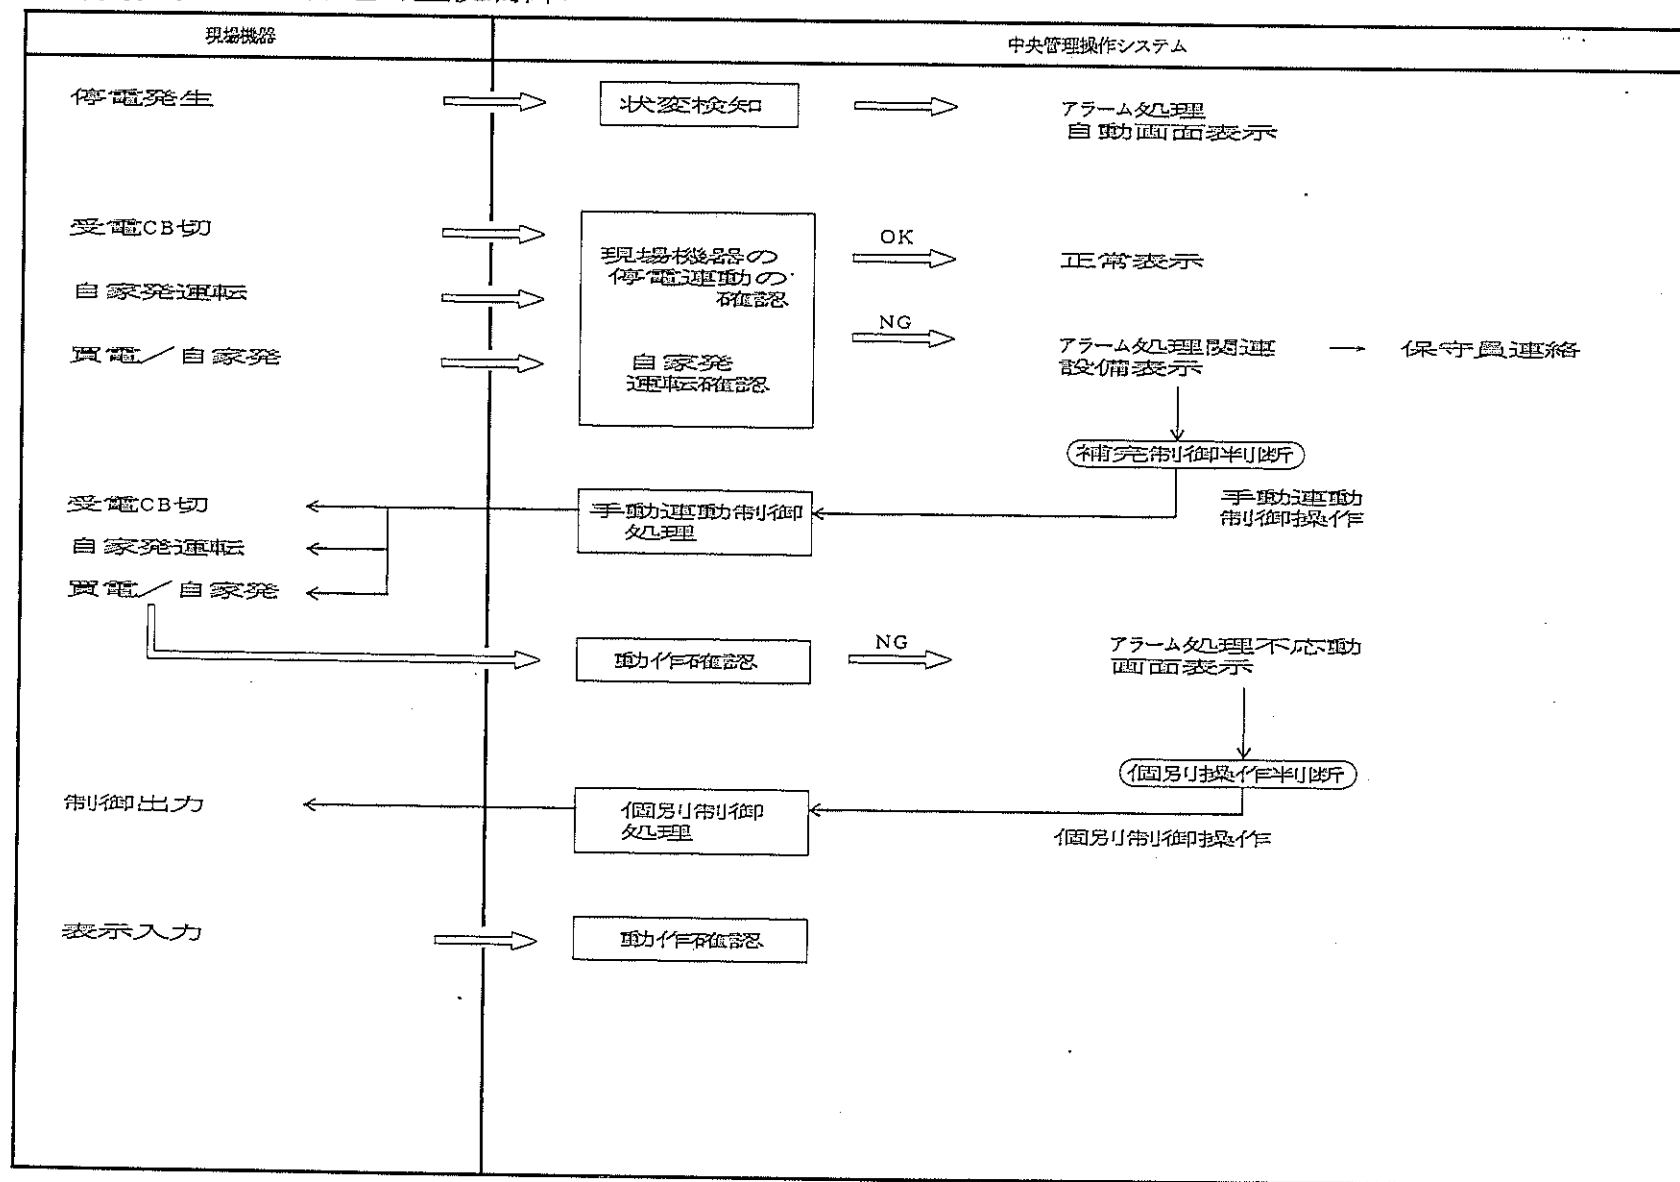 現場機器
中央管理操作システム
停電発生
状変検知
アラーム処理
自動画面表示
受電CB切
自家発運転
買電／自家発
現場機器の
停電連動の
確認
自家発
運転確認
OK
正常表示
NG
アラーム処理関連
設備表示
保守員連絡
補完制御判断
手動連動
制御操作
手動連動制御
処理
受電CB切
自家発運転
買電／自家発
動作確認
NG
アラーム処理不応動
画面表示
個別操作判断
個別制御操作
個別制御
処理
制御出力
表示入力
動作確認